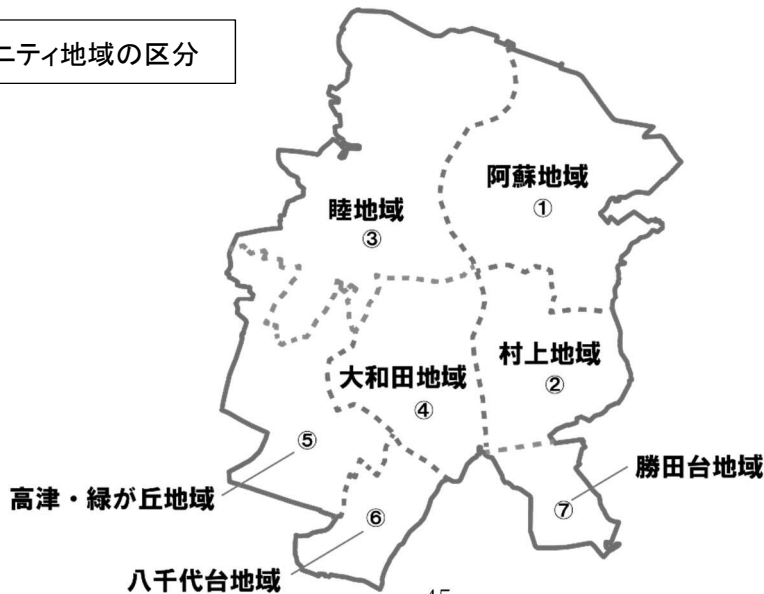 ニティ地域の区分
阿蘇地域
①
睦地域
③
村上地域
②
大和田地域
④
⑤
高津・緑が丘地域
勝田台地域
⑦
⑥
八千代台地域